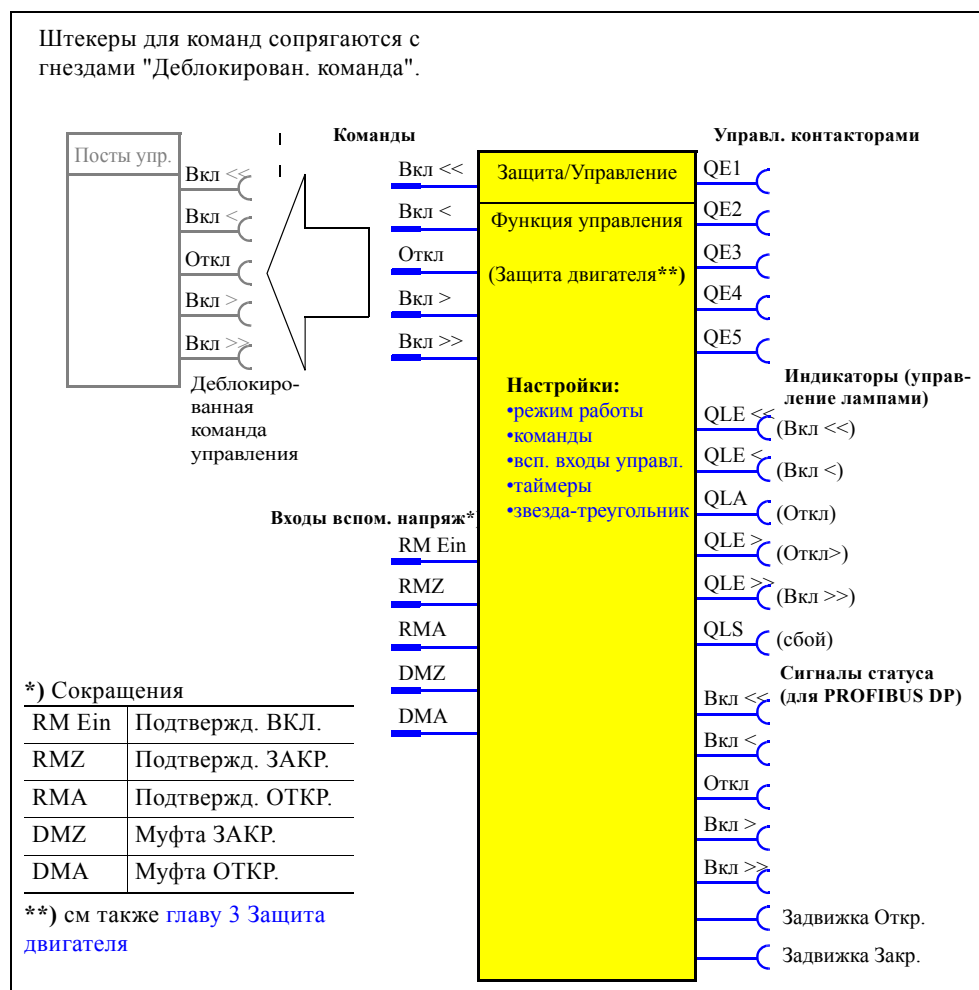 Штекеры для команд сопрягаются с
гнездами "Деблокирован. команда".
Посты упр.
Вкл <<
Вкл <
Откл
Вкл >
Вкл >>
Деблокиро-
ванная
команда
управления
Команды
Вкл <<
Вкл <
Откл
Вкл >
Вкл >>
Входы вспом. напряж*)
RM Ein
RMZ
RMA
DMZ
DMA
Защита/Управление
Функция управления
(Защита двигателя**)
Настройки:
•режим работы
•команды
•всп. входы управл.
•таймеры
•звезда-треугольник
Управл. контакторами
QE1
QE2
QE3
QE4
QE5
Индикаторы (управ-
ление лампами)
QLE << (Вкл <<)
QLE < (Вкл <)
QLA (Откл)
QLE > (Откл>)
QLE >> (Вкл >>)
QLS (сбой)
Сигналы статуса
(для PROFIBUS DP)
Вкл <<
Вкл <
Откл
Вкл >
Вкл >>
Задвижка Откр.
Задвижка Закр.
*) Сокращения
RM Ein Подтвержд. ВКЛ.
RMZ Подтвержд. ЗАКР.
RMA Подтвержд. ОТКР.
DMZ Муфта ЗАКР.
DMA Муфта ОТКР.
**) см также главу 3 Защита
двигателя